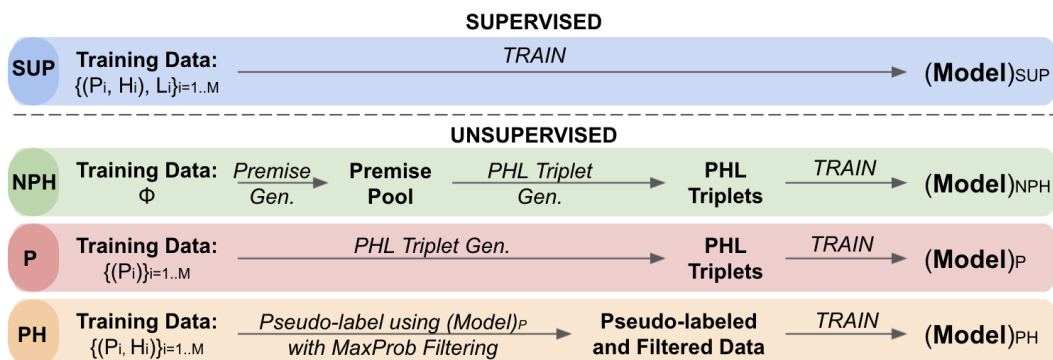 SUPERVISED
SUP
Training Data:
{(Pi, Hi), Li}i=1..M
TRAIN
(Model)SUP
UNSUPERVISED
NPH
Training Data:
Φ
Premise
Gen.
Premise
Pool
PHL Triplet
Gen.
PHL
Triplets
TRAIN
(Model)NPH
P
Training Data:
{(Pi)}i=1..M
PHL Triplet Gen.
PHL
Triplets
TRAIN
(Model)P
PH
Training Data:
{(Pi, Hi)}i=1..M
Pseudo-label using (Model)P
with MaxProb Filtering
Pseudo-labeled
and Filtered Data
TRAIN
(Model)PH